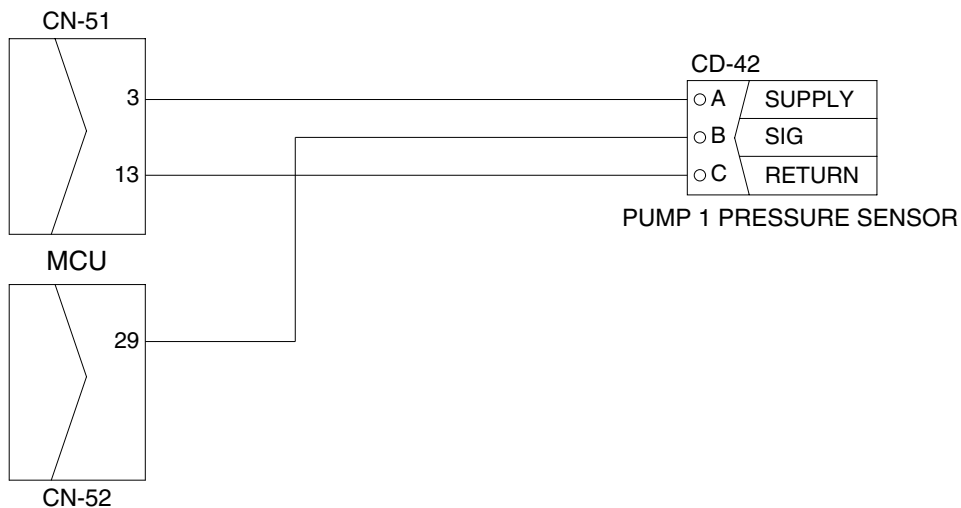 CN-51
CD-42
3
A SUPPLY
B SIG
13
C RETURN
PUMP 1 PRESSURE SENSOR
MCU
29
CN-52